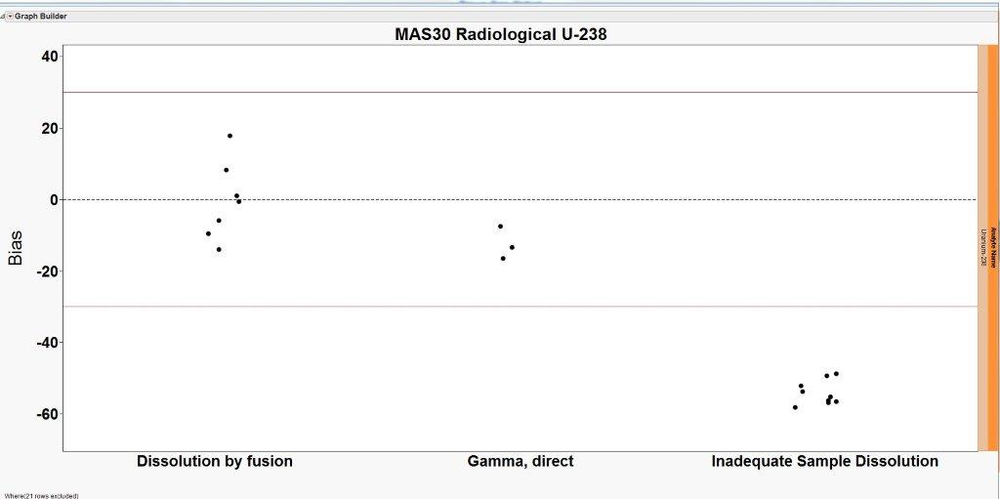 Graph Builder
MAS30 Radiological U-238
40
20
0
-20
-40
-60
Bias
Dissolution by fusion
Gamma, direct
Inadequate Sample Dissolution
Uranium-238
Analyte Name
Where(21 rows excluded)